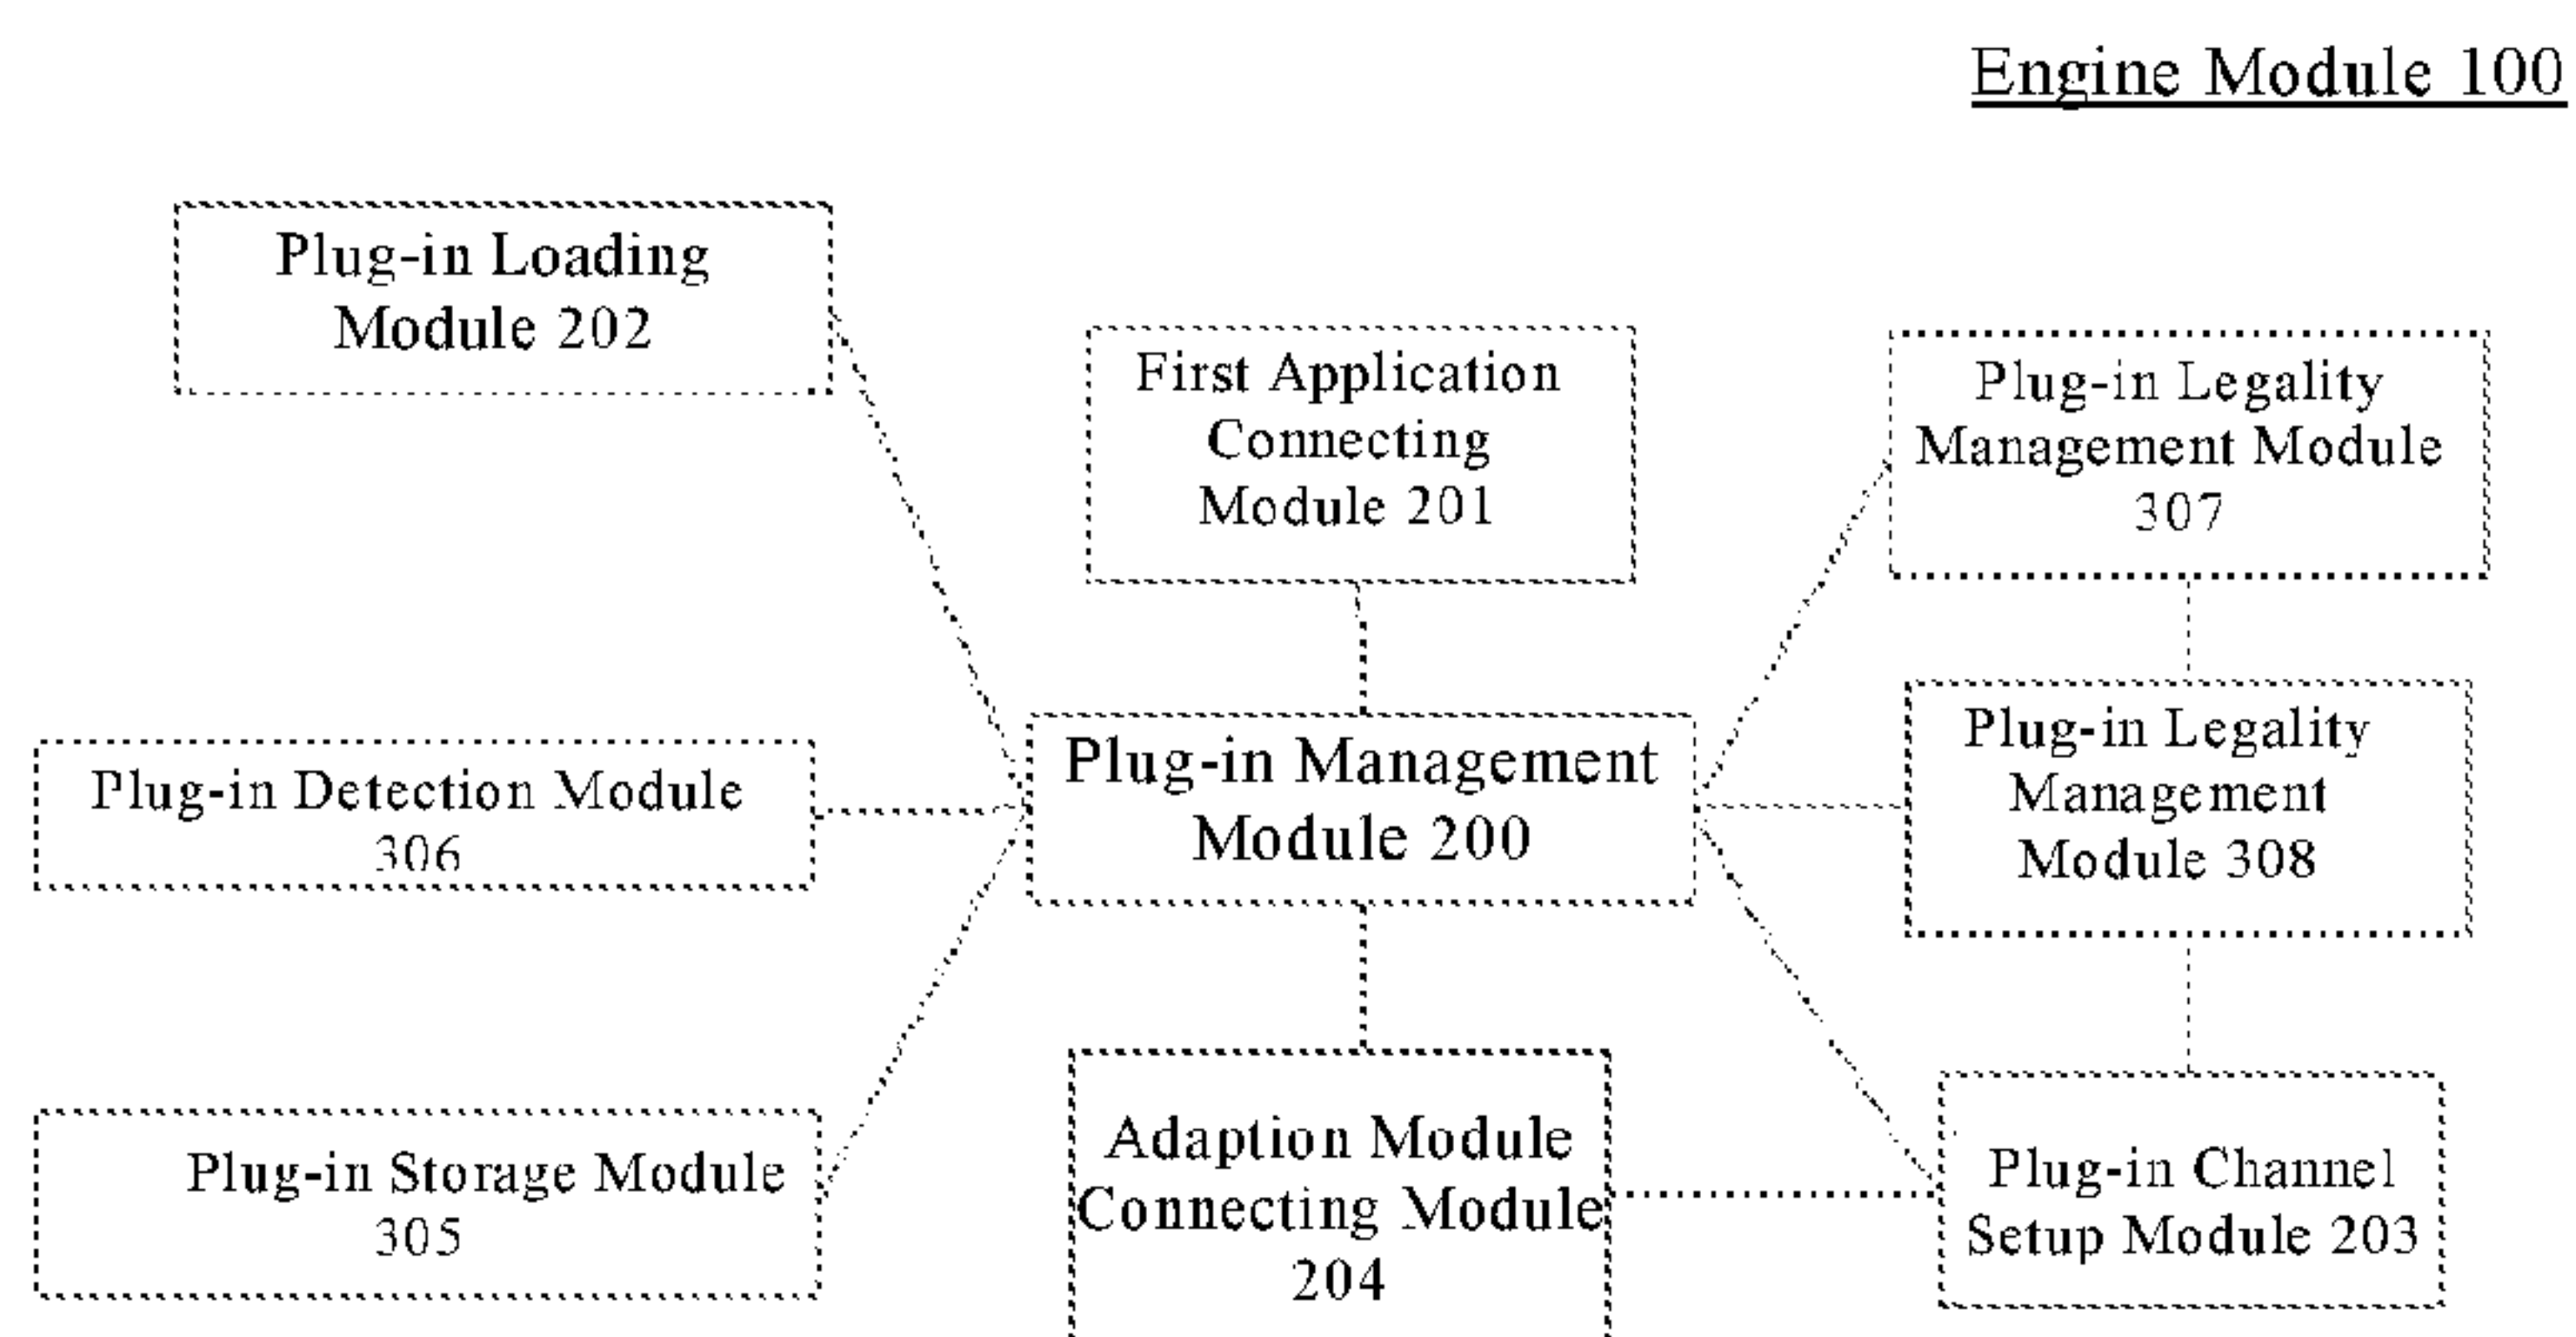 Engine Module 100
Plug-in Loading
Module 202
First Application
Connecting
Module 201
Plug-in Legality
Management Module
307
Plug-in Management
Module 200
Plug-in Legality
Management
Module 308
Plug-in Detection Module
306
Plug-in Storage Module
305
Adaption Module
Connecting Module
204
Plug-in Channel
Setup Module 203